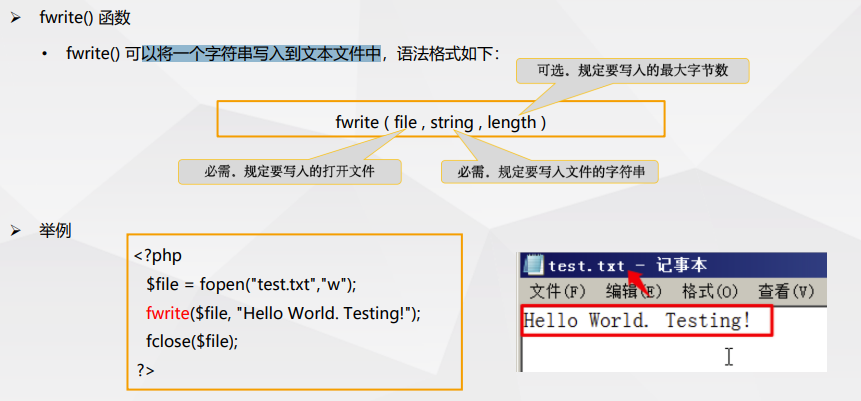 ➢ fwrite() 函数
• fwrite() 可以将一个字符串写入到文本文件中，语法格式如下：
可选。规定要写入的最大字节数
fwrite ( file , string , length )
必需。规定要写入的打开文件
必需。规定要写入文件的字符串
➢ 举例
<?php
$file = fopen("test.txt","w");
fwrite($file, "Hello World. Testing!");
fclose($file);
?>
test.txt - 记事本
文件(F) 编辑(E) 格式(O) 查看(V)
Hello World. Testing!